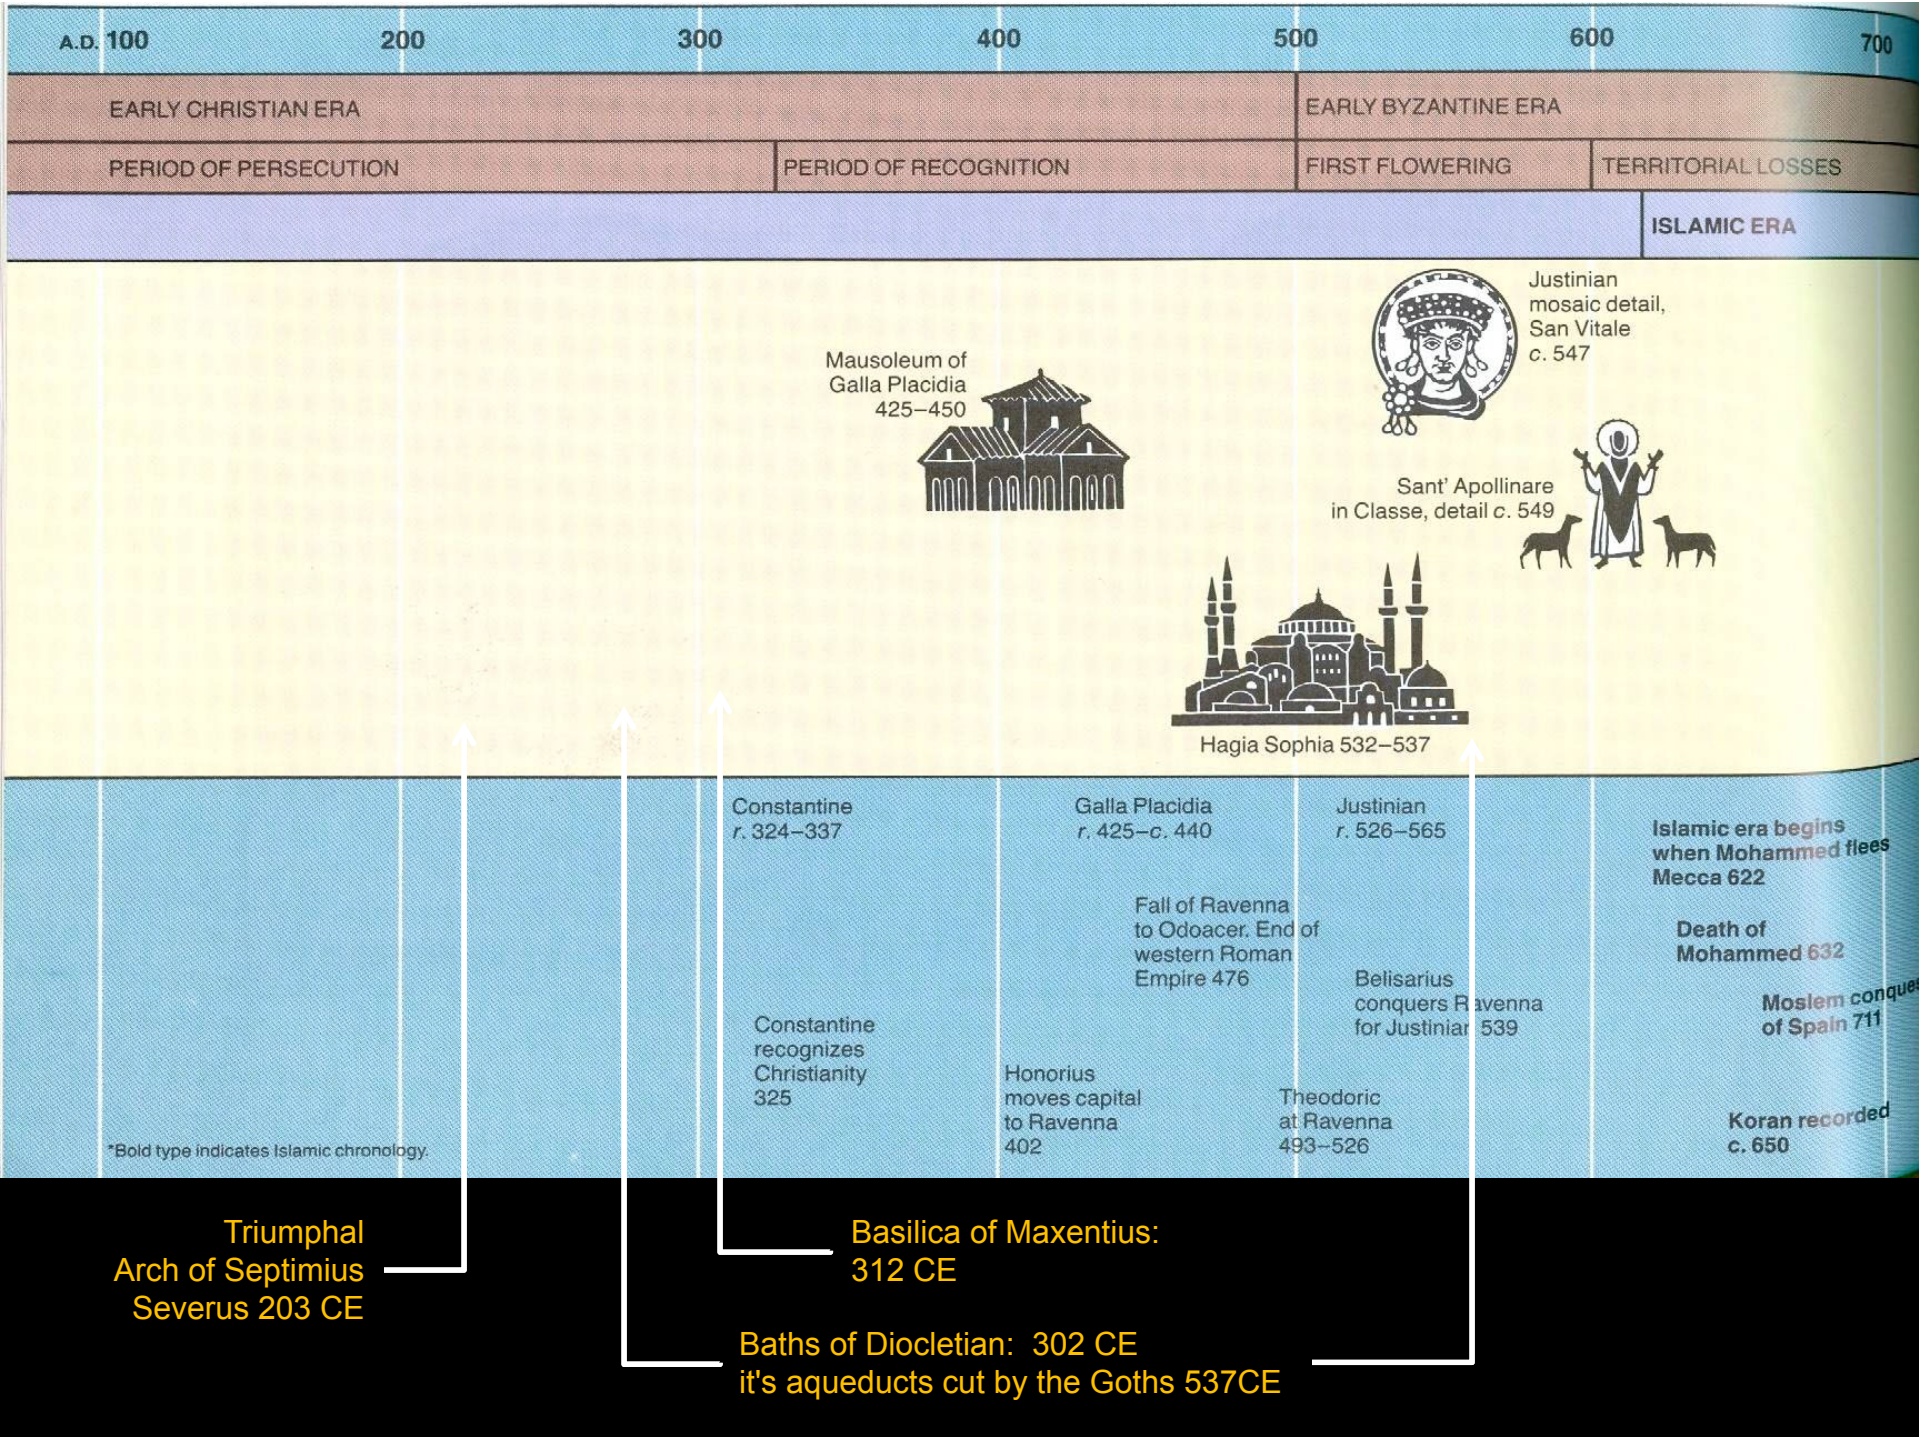 A.D. 100 200 300 400 500 600 700
EARLY CHRISTIAN ERA
EARLY BYZANTINE ERA
PERIOD OF PERSECUTION
PERIOD OF RECOGNITION
FIRST FLOWERING
TERRITORIAL LOSSES
ISLAMIC ERA
Justinian
mosaic detail,
San Vitale
c. 547
Mausoleum of
Galla Placidia
425–450
Sant' Apollinare
in Classe, detail c. 549
Hagia Sophia 532–537
Constantine
r. 324–337
Galla Placidia
r. 425–c. 440
Justinian
r. 526–565
Islamic era begins
when Mohammed flees
Mecca 622
Fall of Ravenna
to Odoacer. End of
western Roman
Empire 476
Death of
Mohammed 632
Belisarius
conquers Ravenna
for Justinian 539
Moslem
of Spain 711
Constantine
recognizes
Christianity
325
Honorius
moves capital
to Ravenna
402
Theodoric
at Ravenna
493–526
Koran recorded
c. 650
*Bold type indicates Islamic chronology.
Triumphal
Arch of Septimius
Severus 203 CE
Basilica of Maxentius:
312 CE
Baths of Diocletian: 302 CE
it's aqueducts cut by the Goths 537CE